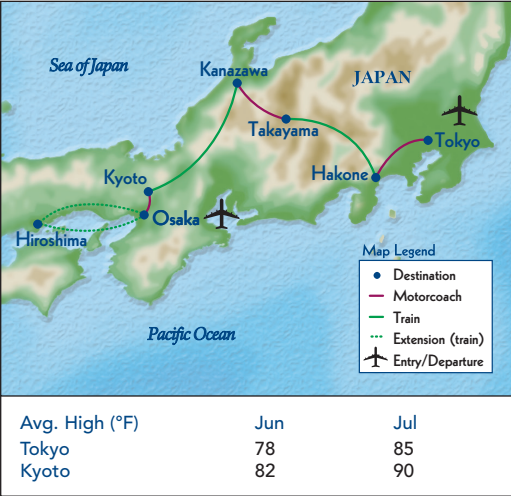 Sea of Japan
Kanazawa
JAPAN
Takayama
Tokyo
Kyoto
Hakone
Osaka
Hiroshima
Pacific Ocean
Map Legend
Destination
Motorcoach
Train
Extension (train)
Entry/Departure
Avg. High (°F) Jun Jul
Tokyo 78 85
Kyoto 82 90